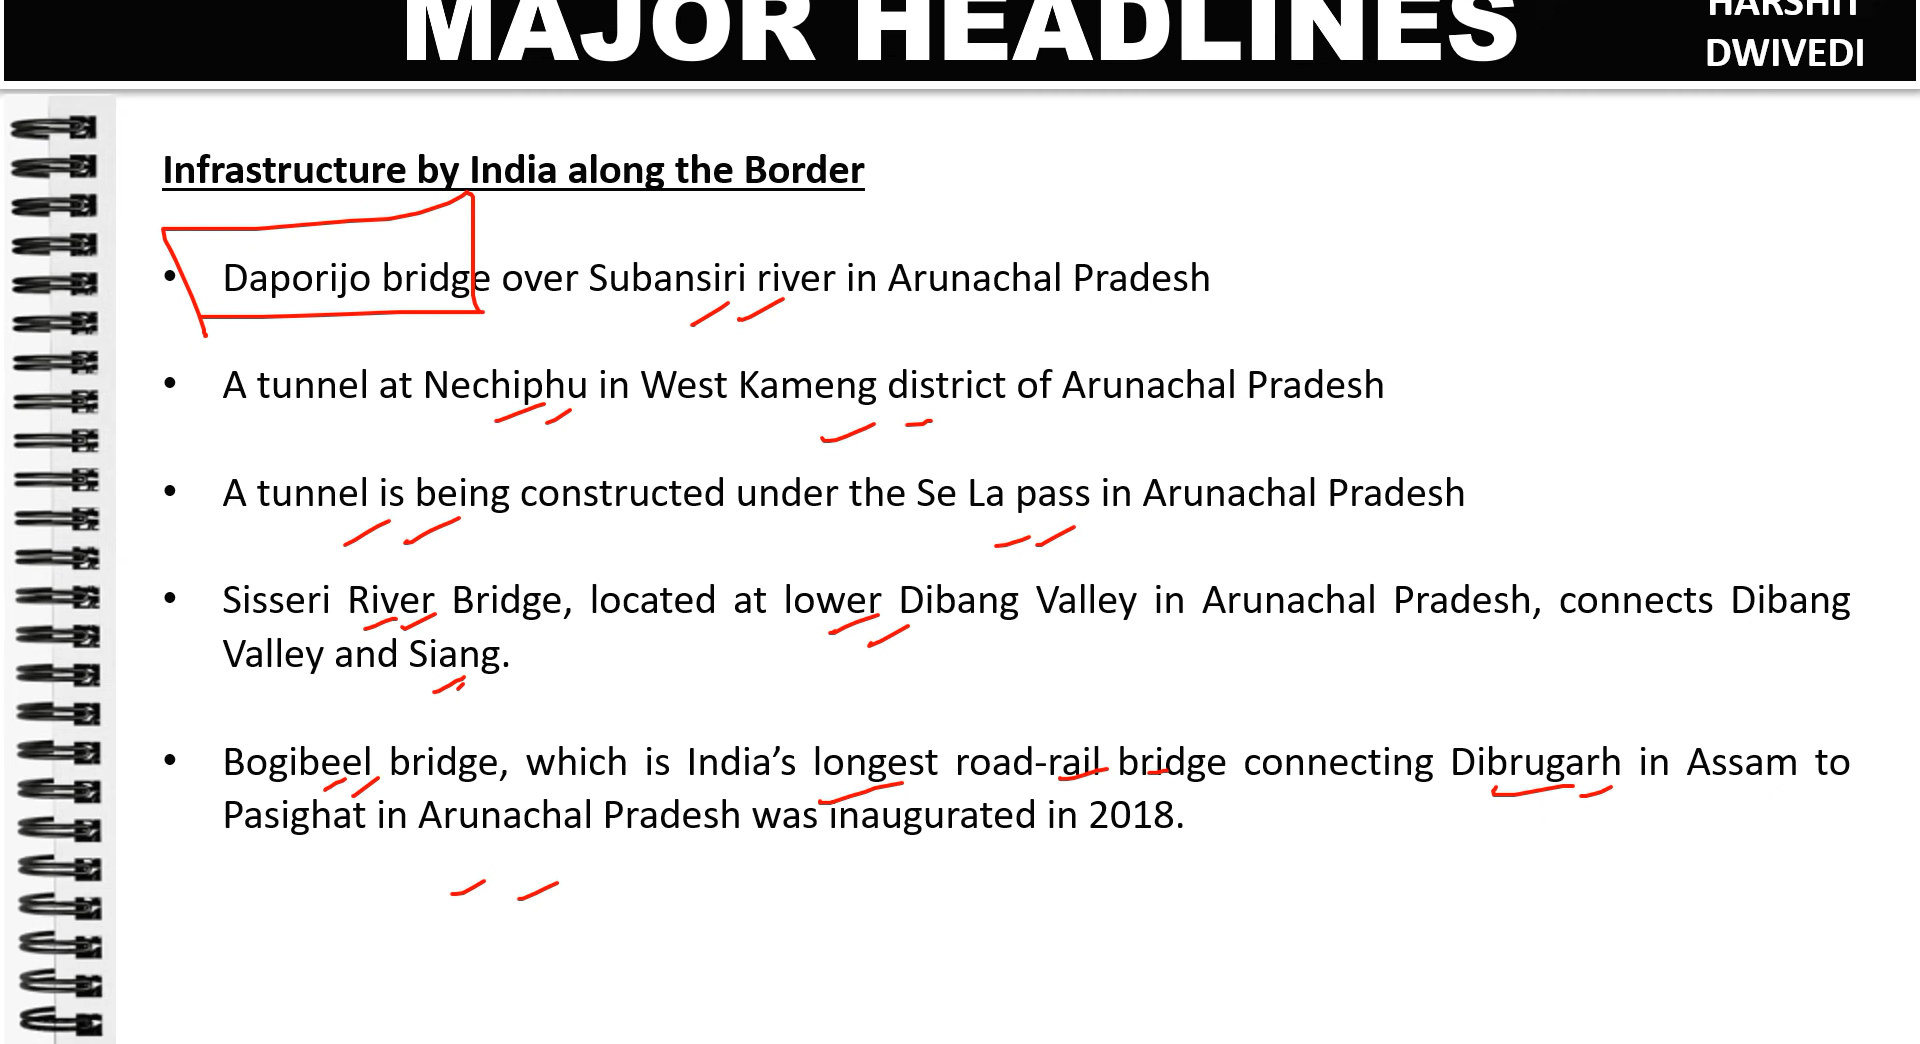 MAJOR HEADLINES
HARSHIT
DWIVEDI
Infrastructure by India along the Border
• Daporijo bridge over Subansiri river in Arunachal Pradesh
• A tunnel at Nechiphu in West Kameng district of Arunachal Pradesh
• A tunnel is being constructed under the Se La pass in Arunachal Pradesh
• Sisseri River Bridge, located at lower Dibang Valley in Arunachal Pradesh, connects Dibang
Valley and Siang.
• Bogibeel bridge, which is India’s longest road-rail bridge connecting Dibrugarh in Assam to
Pasighat in Arunachal Pradesh was inaugurated in 2018.